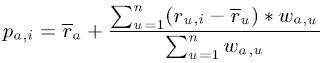 $p_{a,i} = \overline{r}_a + \frac{\sum_{u=1}^{n}(r_{u,i} - \overline{r}_u) * w_{a,u}}{\sum_{u=1}^{n} w_{a,u}}$